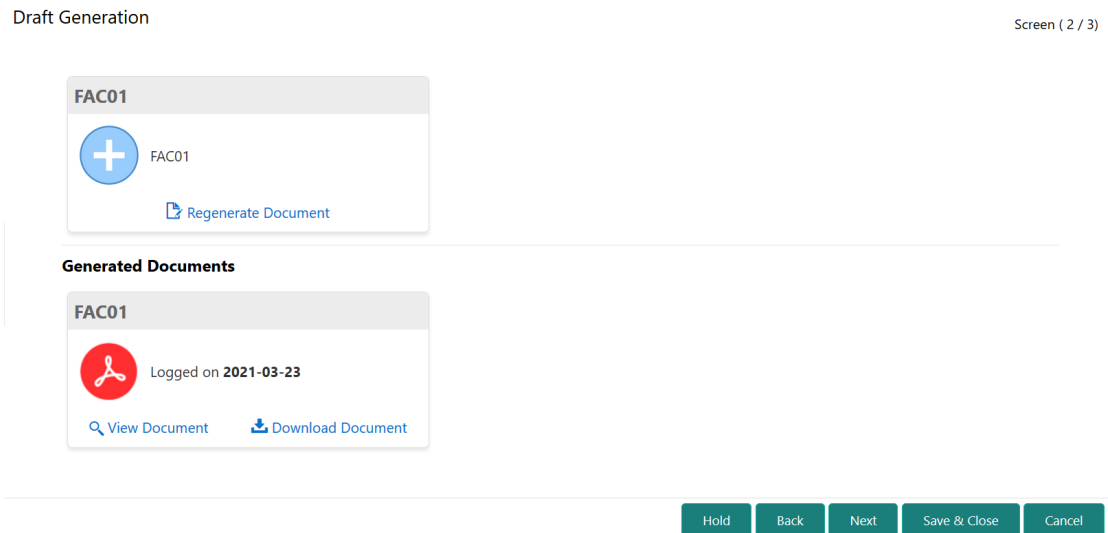 Draft Generation
Screen ( 2 / 3)
FAC01
FAC01
Regenerate Document
Generated Documents
FAC01
Logged on 2021-03-23
View Document Download Document
Hold Back Next Save & Close Cancel